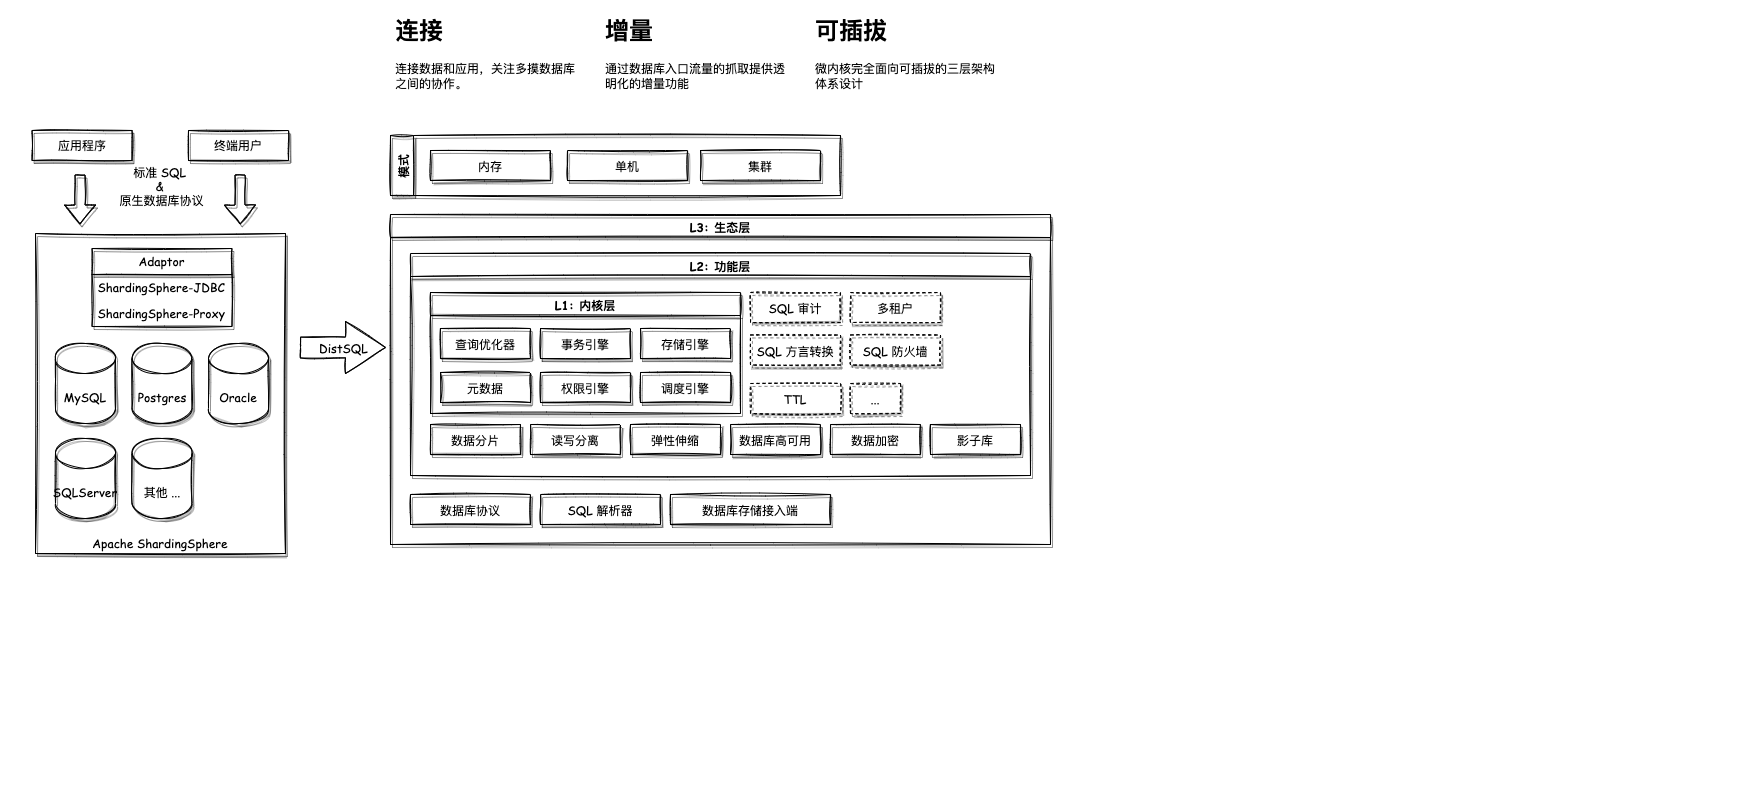 连接
连接数据和应用，关注多摸数据库
之间的协作。
增量
通过数据库入口流量的抓取提供透
明化的增量功能
可插拔
微内核完全面向可插拔的三层架构
体系设计
应用程序
终端用户
标准 SQL
&
原生数据库协议
Adaptor
ShardingSphere-JDBC
ShardingSphere-Proxy
MySQL
Postgres
Oracle
SQLServer
其他 ...
Apache ShardingSphere
DistSQL
模式
内存
单机
集群
L3: 生态层
L2: 功能层
L1: 内核层
查询优化器
事务引擎
存储引擎
元数据
权限引擎
调度引擎
SQL 审计
多租户
SQL 方言转换
SQL 防火墙
TTL
...
数据分片
读写分离
弹性伸缩
数据库高可用
数据加密
影子库
数据库协议
SQL 解析器
数据库存储接入端